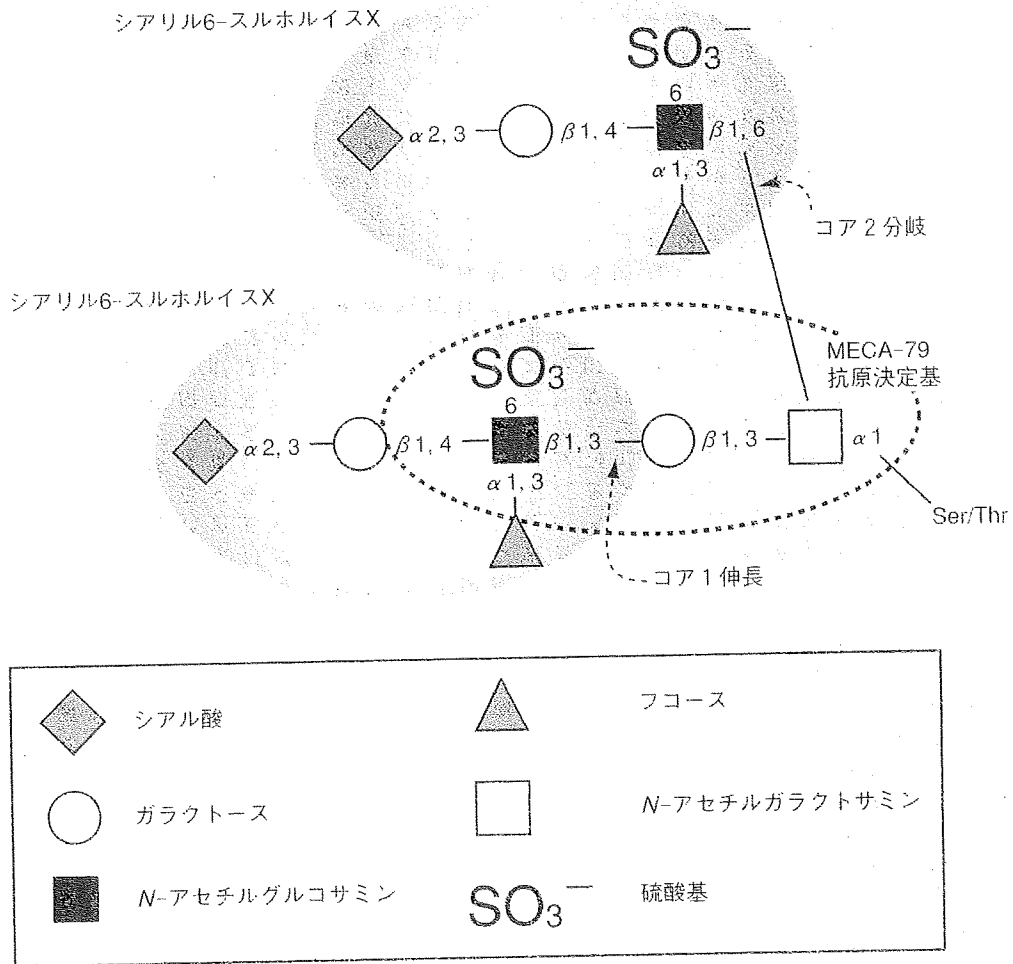 シアリル6-スルホルイスX
SO3−
6
α2, 3
β1, 4
β1, 6
α1, 3
コア2分岐
シアリル6-スルホルイスX
MECA-79
抗原決定基
SO3−
6
α2, 3
β1, 4
β1, 3
β1, 3
α1
α1, 3
Ser/Thr
コア1伸長
シアル酸
フコース
ガラクトース
N-アセチルガラクトサミン
N-アセチルグルコサミン
SO3−
硫酸基